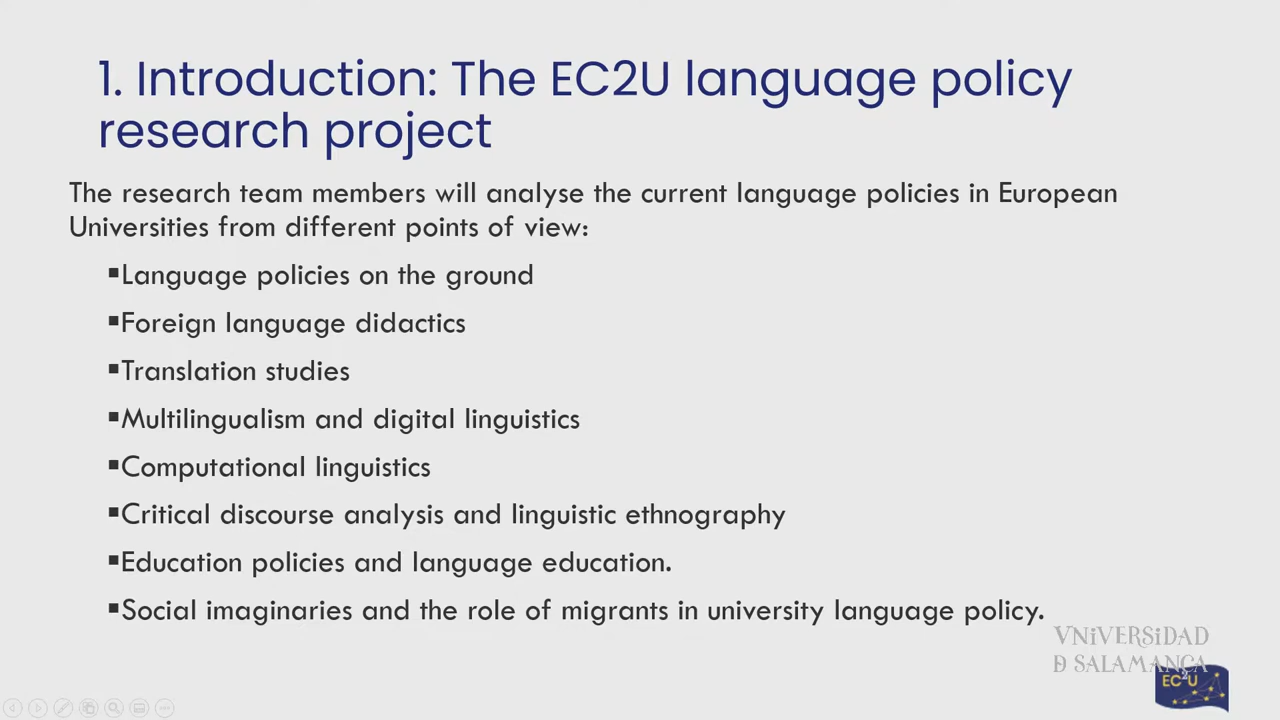 1. Introduction: The EC2U language policy
research project
The research team members will analyse the current language policies in European
Universities from different points of view:
▪Language policies on the ground
▪Foreign language didactics
▪Translation studies
▪Multilingualism and digital linguistics
▪Computational linguistics
▪Critical discourse analysis and linguistic ethnography
▪Education policies and language education.
▪Social imaginaries and the role of migrants in university language policy.
VNiVERSiDAD
Ð SALAMANCA
EC2U